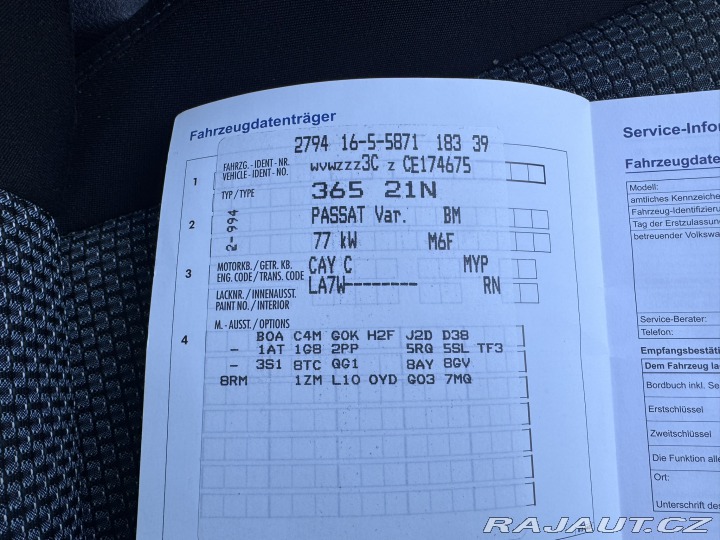 Fahrzeugdatenträger
2794 16-5-5871 183 39
1
FAHRZG.-IDENT-NR.
VEHICLE-IDENT-NO.
WVWZZZ3C Z CE174675
TYP/TYPE
365 21N
2
2-994
PASSAT Var. BM
77 kW M6F
3
MOTORKB./GETR. KB.
ENG. CODE/TRANS. CODE
CAY C MYP
LACKNR./INNENAUSST.
PAINT NO./INTERIOR
LA7W-------- RN
M.-AUSST./OPTIONS
4
B0A C4M G0K H2F J2D D38
- 1AT 1G8 2PP 5RQ 5SL TF3
- 3S1 8TC QG1 8AY 8GV
8RM 1ZM L10 0YD G03 7MQ
Service-Infor
Fahrzeugdate
Modell:
amtliches Kennzeiche
Fahrzeug-Identifizieru
Tag der Erstzulassung
betreuender Volkswa
Service-Berater:
Telefon:
Empfangsbestäti
Dem Fahrzeug la
Bordbuch inkl. Se
Erstschlüssel
Zweitschlüssel
Die Funktion alle
Ort:
Unterschrift des
RAJAUT.CZ